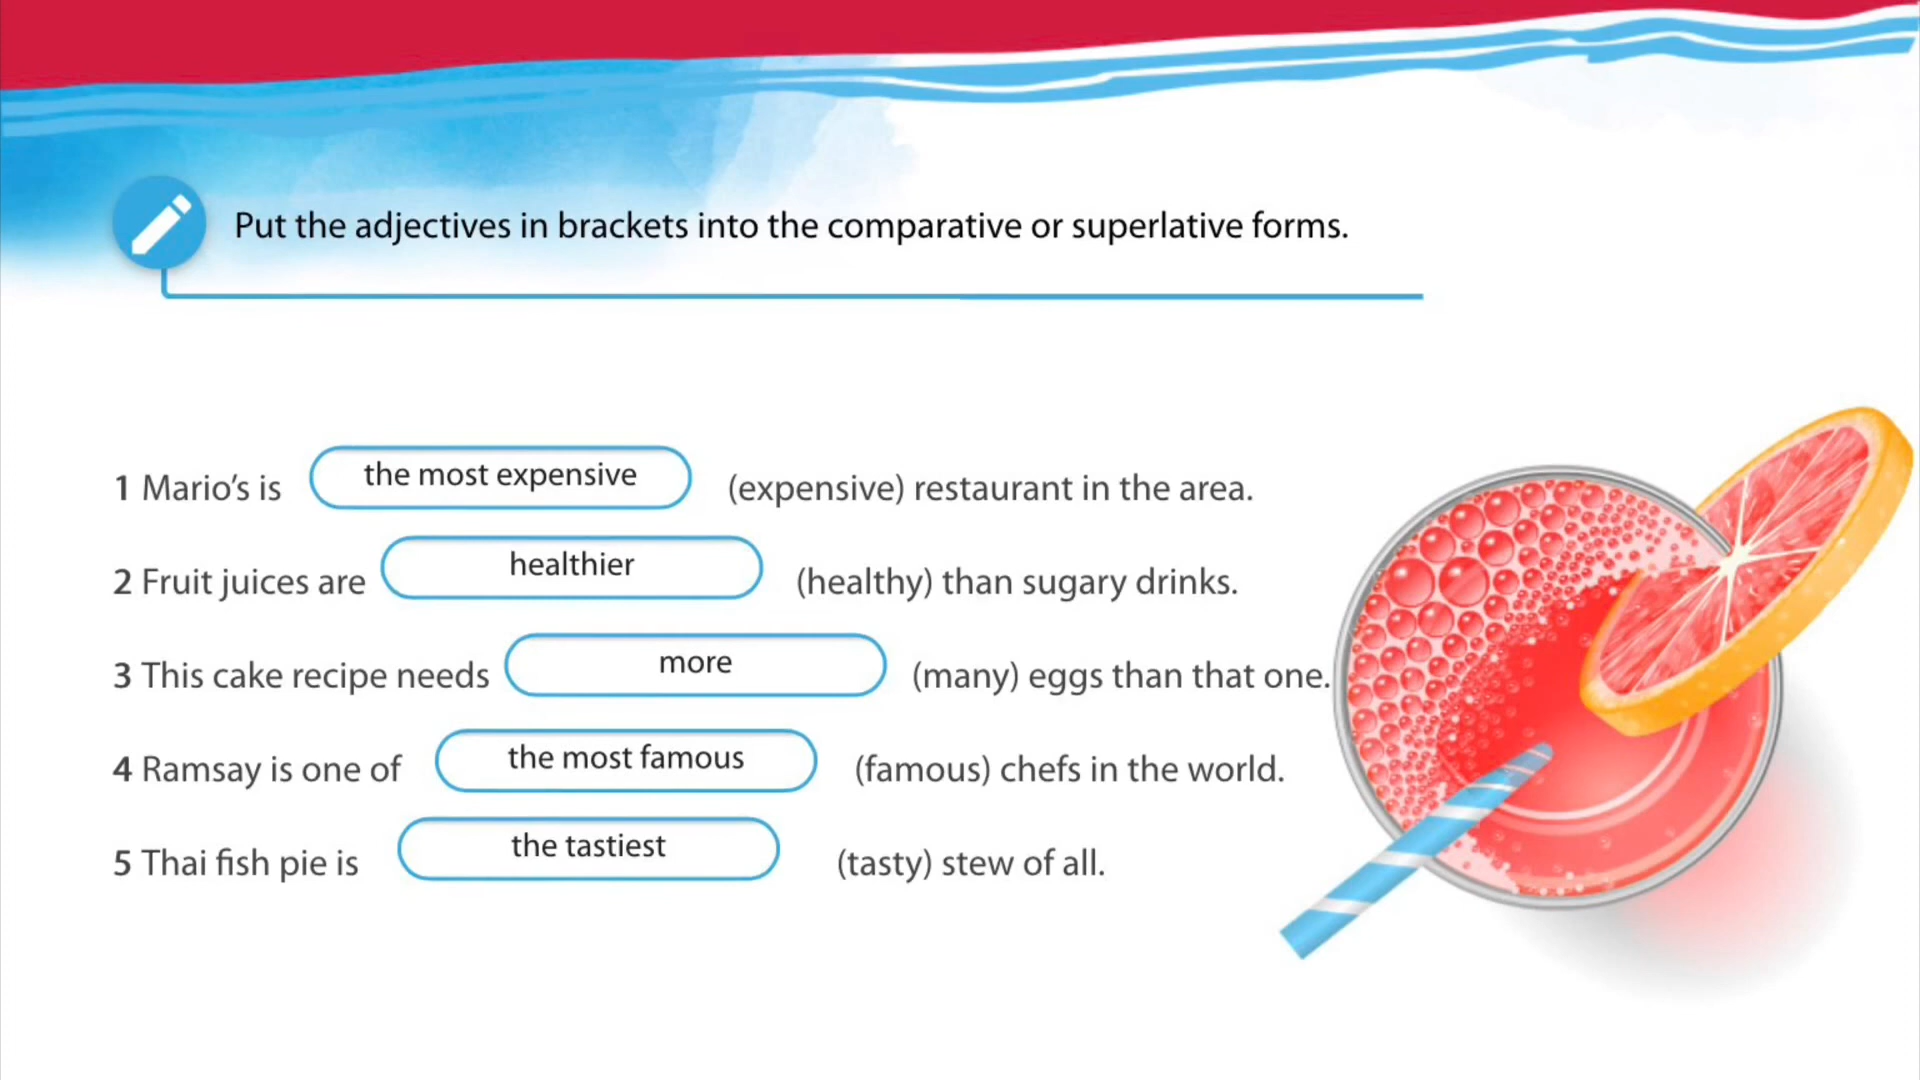 Put the adjectives in brackets into the comparative or superlative forms.
1 Mario’s is the most expensive (expensive) restaurant in the area.
2 Fruit juices are healthier (healthy) than sugary drinks.
3 This cake recipe needs more (many) eggs than that one.
4 Ramsay is one of the most famous (famous) chefs in the world.
5 Thai fish pie is the tastiest (tasty) stew of all.